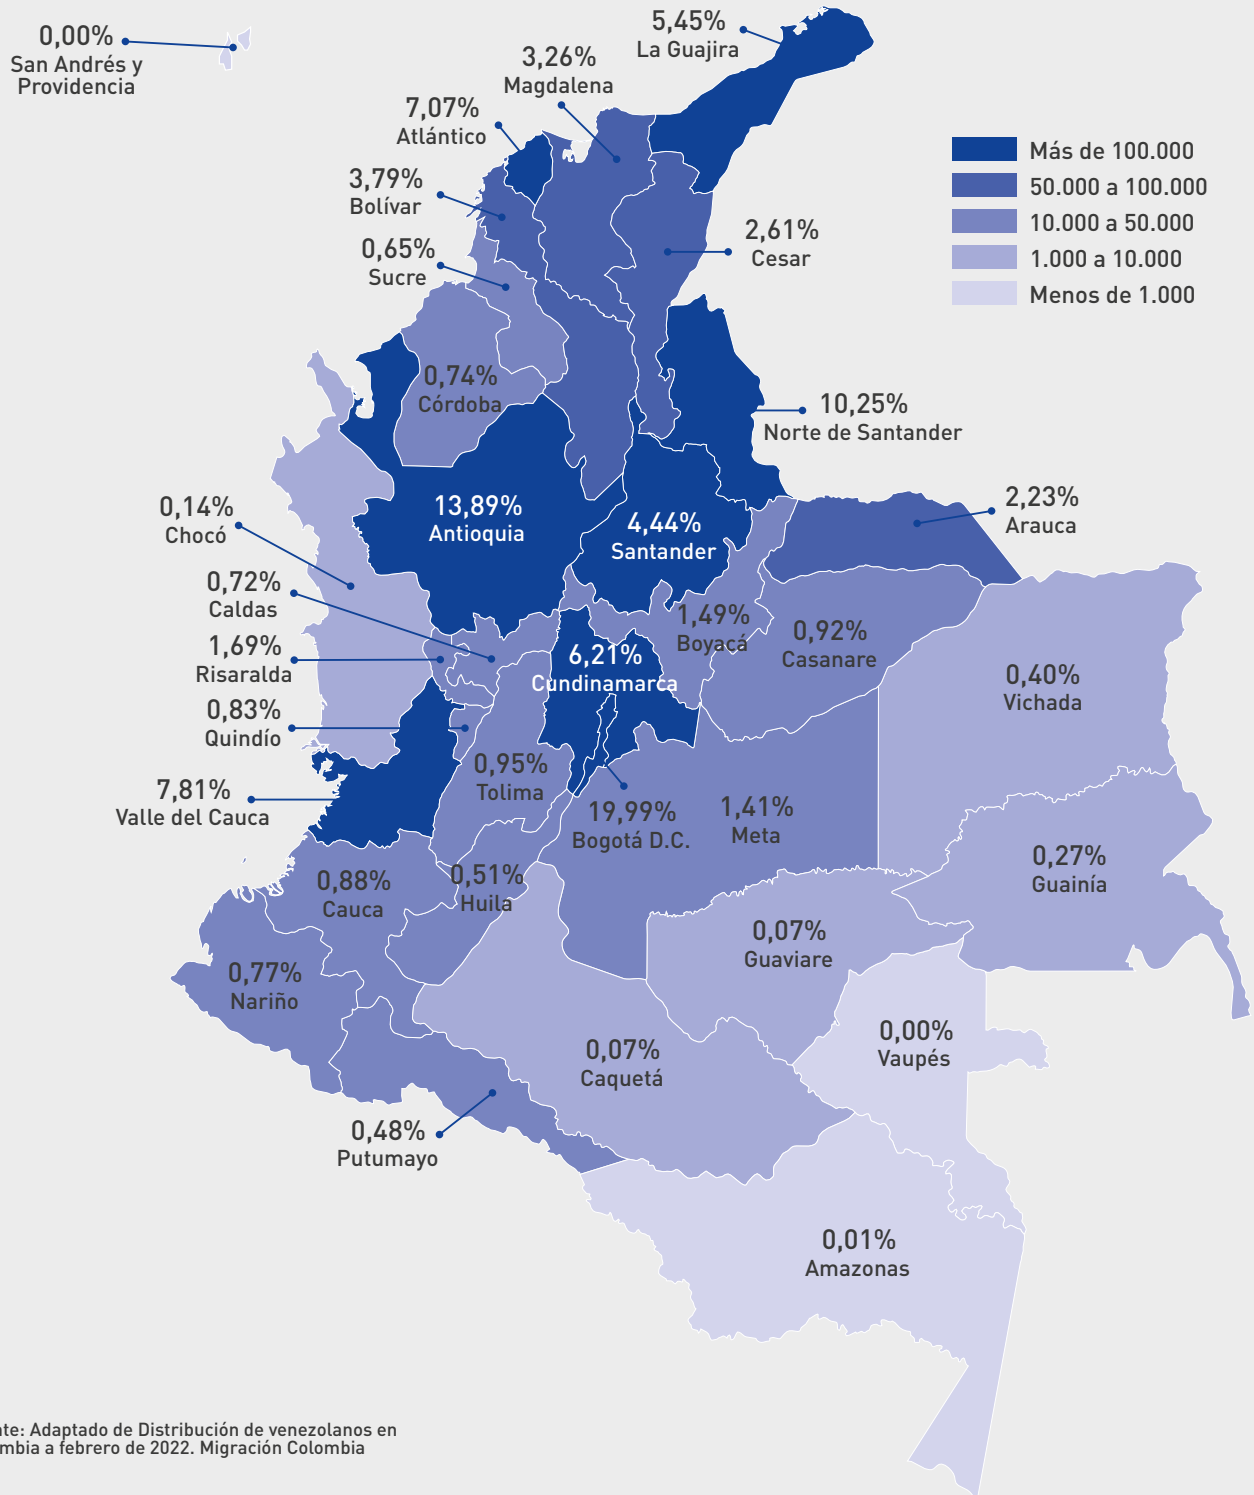 0,00%
San Andrés y
Providencia
5,45%
La Guajira
3,26%
Magdalena
7,07%
Atlántico
3,79%
Bolívar
0,65%
Sucre
2,61%
Cesar
Más de 100.000
50.000 a 100.000
10.000 a 50.000
1.000 a 10.000
Menos de 1.000
0,74%
Córdoba
10,25%
Norte de Santander
13,89%
Antioquia
4,44%
Santander
2,23%
Arauca
0,14%
Chocó
0,72%
Caldas
1,69%
Risaralda
0,83%
Quindío
7,81%
Valle del Cauca
1,49%
Boyacá
0,92%
Casanare
6,21%
Cundinamarca
0,40%
Vichada
0,95%
Tolima
19,99%
Bogotá D.C.
1,41%
Meta
0,27%
Guainía
0,51%
Huila
0,88%
Cauca
0,07%
Guaviare
0,77%
Nariño
0,00%
Vaupés
0,07%
Caquetá
0,48%
Putumayo
0,01%
Amazonas
nte: Adaptado de Distribución de venezolanos en
mbia a febrero de 2022. Migración Colombia